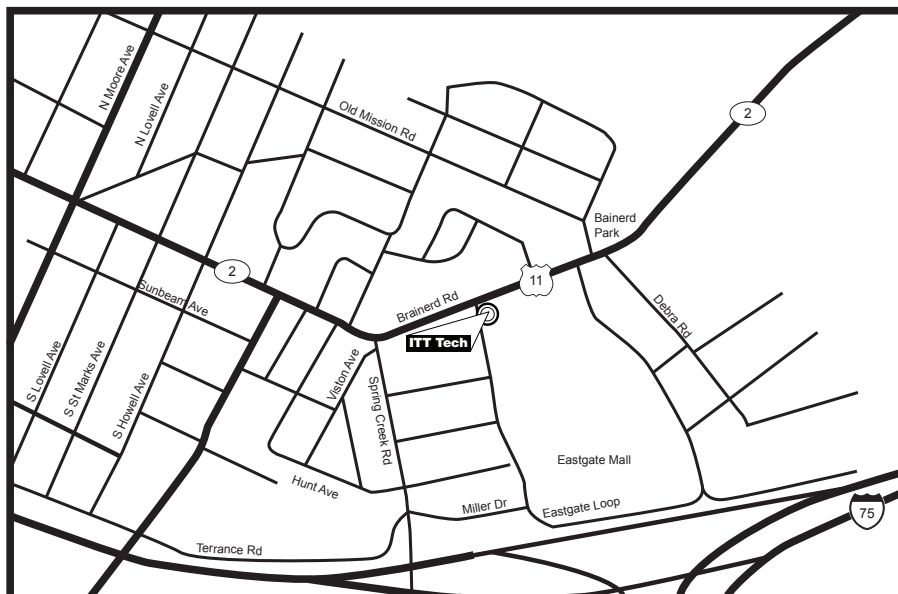 N Moore Ave
N Lovell Ave
Old Mission Rd
2
Bainerd
Park
2
11
Sunbeam Ave
Brainerd Rd
Debra Rd
ITT Tech
S Lovell Ave
S St Marks Ave
S Howell Ave
Viston Ave
Spring Creek Rd
Eastgate Mall
Hunt Ave
Miller Dr
Eastgate Loop
75
Terrance Rd